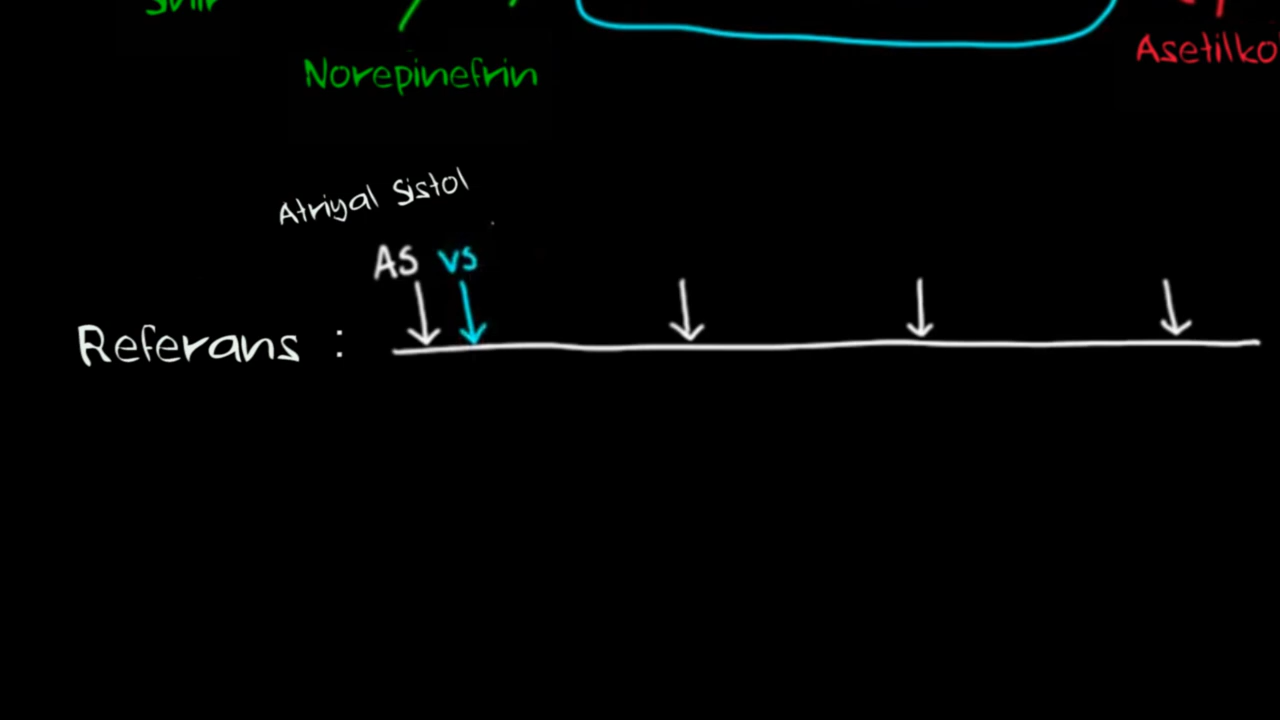 Norepinefrin
Atriyal Sistol
AS vs
Referans :